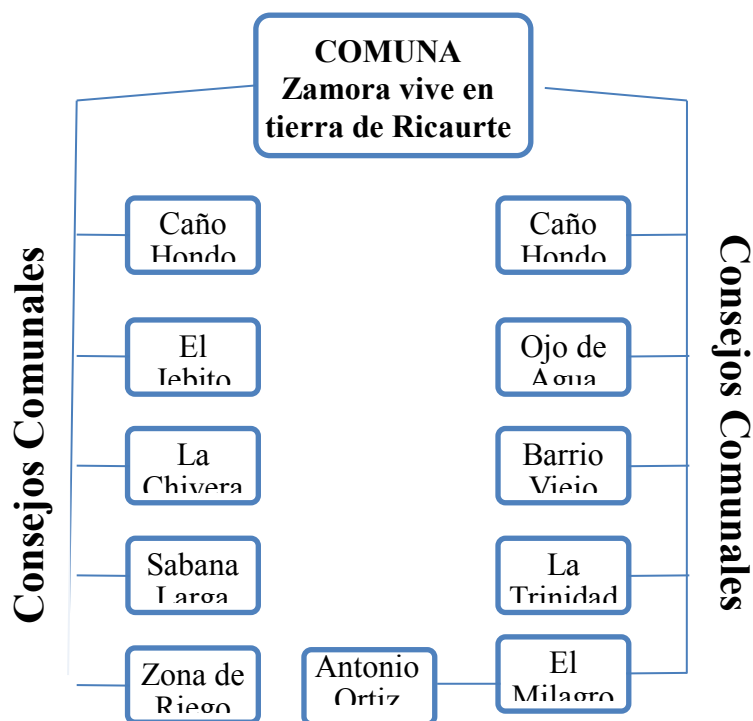 COMUNA
Zamora vive en
tierra de Ricaurte
Consejos Comunales
Caño
Hondo
El
Jebito
La
Chivera
Sabana
Larga
Zona de
Riego
Caño
Hondo
Ojo de
Agua
Barrio
Viejo
La
Trinidad
El
Milagro
Antonio
Ortiz
Consejos Comunales